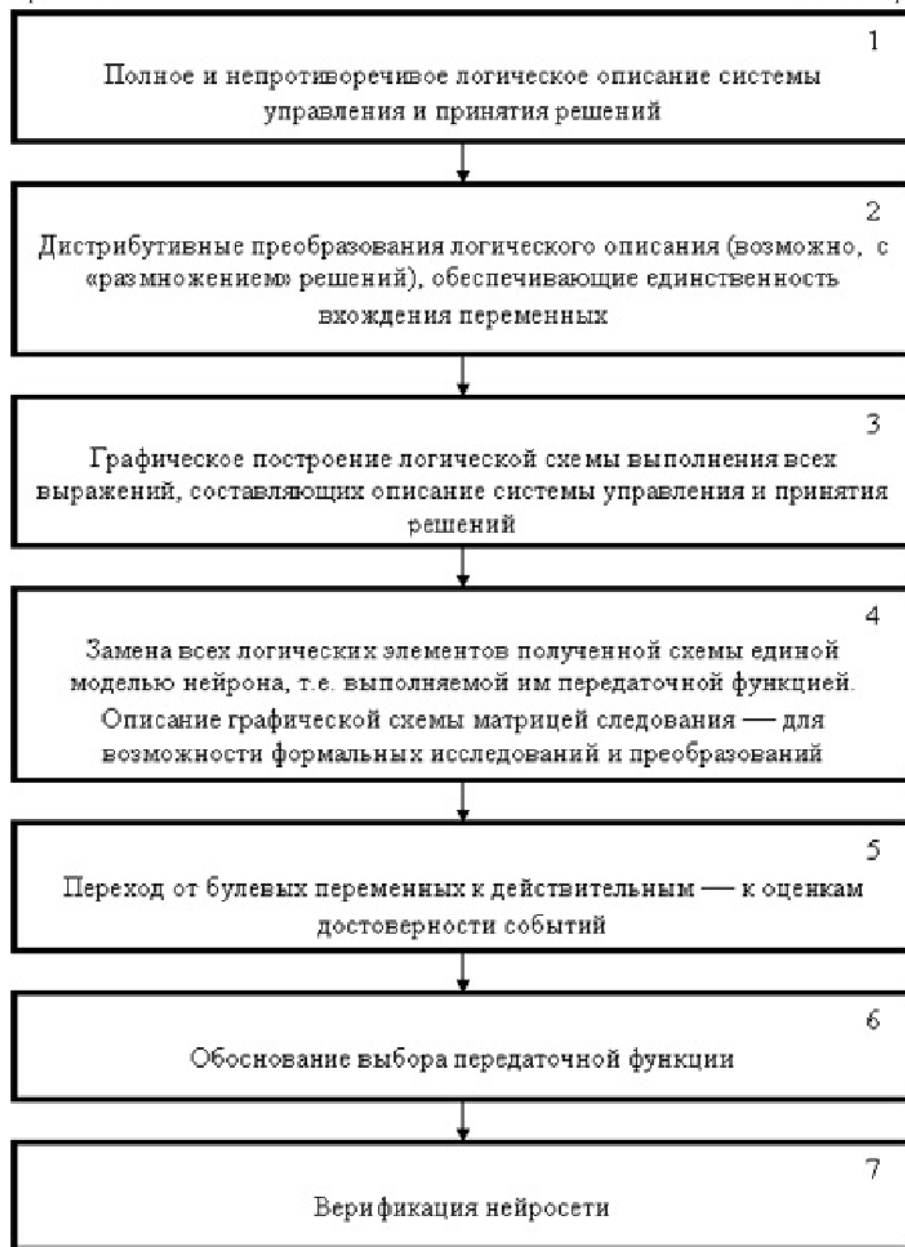 1
Полное и непротиворечивое логическое описание системы
управления и принятия решений
2
Дистрибутивные преобразования логического описания (возможно, с
«размножением» решений), обеспечивающие единственность
вхождения переменных
3
Графическое построение логической схемы выполнения всех
выражений, составляющих описание системы управления и принятия
решений
4
Замена всех логических элементов полученной схемы единой
моделью нейрона, т.е. выполняемой им передаточной функцией.
Описание графической схемы матрицей следования — для
возможности формальных исследований и преобразований
5
Переход от булевых переменных к действительным — к оценкам
достоверности событий
6
Обоснование выбора передаточной функции
7
Верификация нейросети